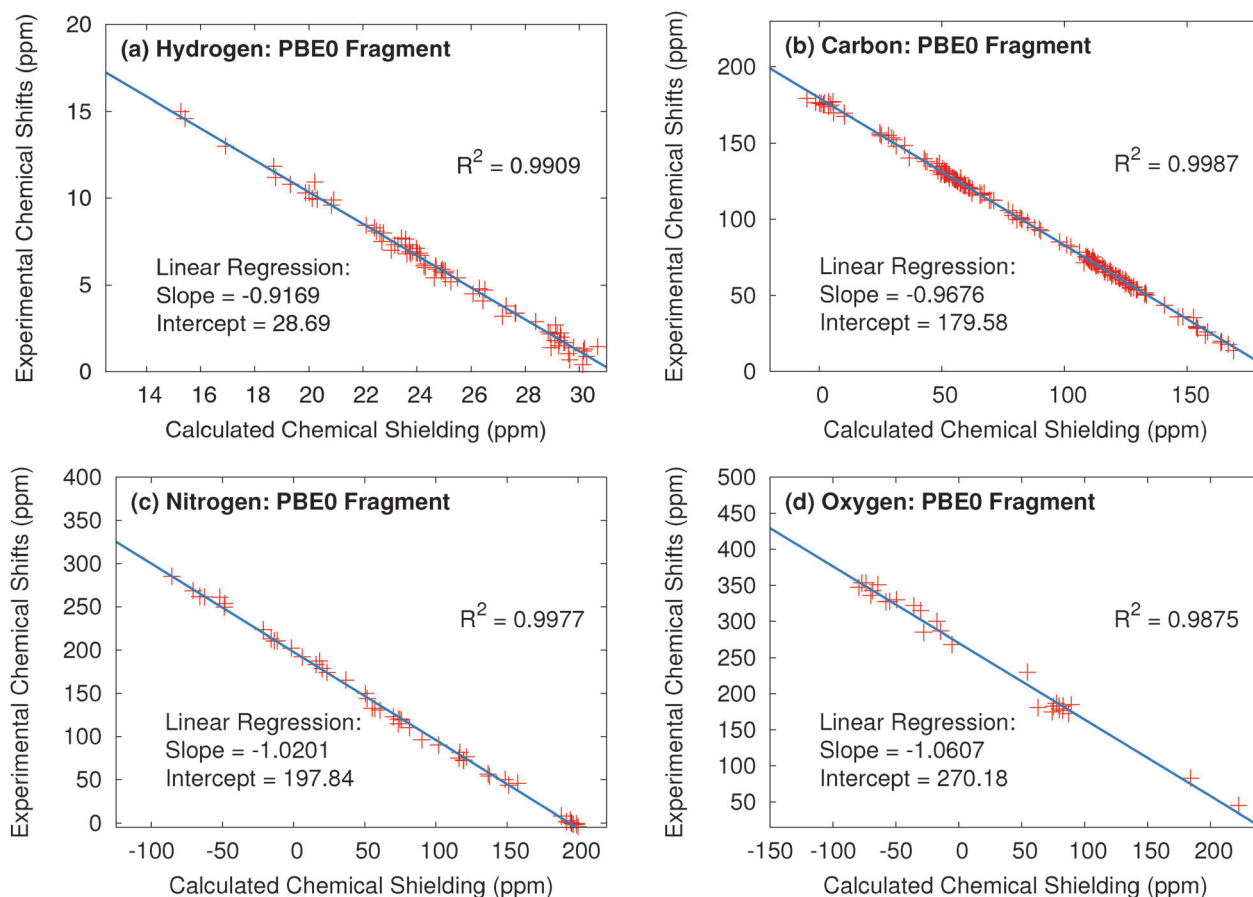 (a) Hydrogen: PBE0 Fragment
Experimental Chemical Shifts (ppm)
20
15
10
5
0
R² = 0.9909
Linear Regression:
Slope = -0.9169
Intercept = 28.69
14 16 18 20 22 24 26 28 30
Calculated Chemical Shielding (ppm)
(b) Carbon: PBE0 Fragment
Experimental Chemical Shifts (ppm)
200
150
100
50
0
R² = 0.9987
Linear Regression:
Slope = -0.9676
Intercept = 179.58
0 50 100 150
Calculated Chemical Shielding (ppm)
(c) Nitrogen: PBE0 Fragment
Experimental Chemical Shifts (ppm)
400
350
300
250
200
150
100
50
0
R² = 0.9977
Linear Regression:
Slope = -1.0201
Intercept = 197.84
-100 -50 0 50 100 150 200
Calculated Chemical Shielding (ppm)
(d) Oxygen: PBE0 Fragment
Experimental Chemical Shifts (ppm)
500
450
400
350
300
250
200
150
100
50
R² = 0.9875
Linear Regression:
Slope = -1.0607
Intercept = 270.18
-150 -100 -50 0 50 100 150 200
Calculated Chemical Shielding (ppm)